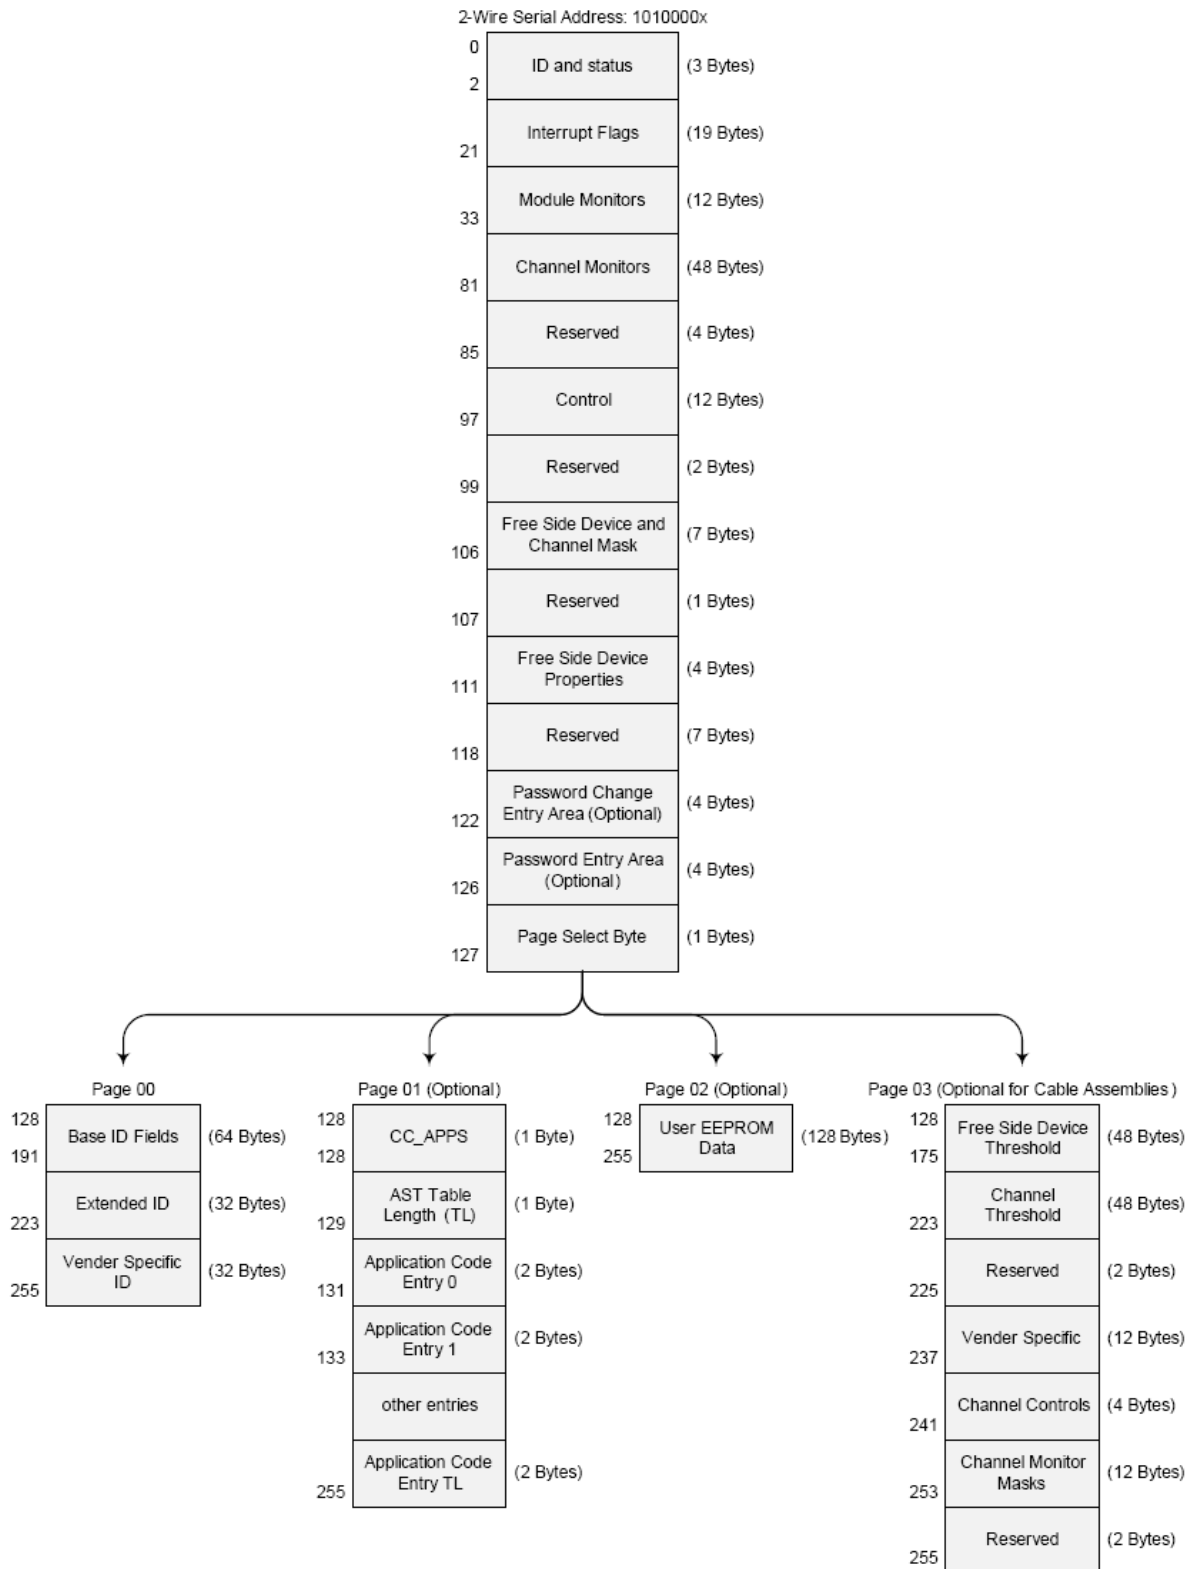 2-Wire Serial Address: 1010000x
0
ID and status
(3 Bytes)
2
Interrupt Flags
(19 Bytes)
21
Module Monitors
(12 Bytes)
33
Channel Monitors
(48 Bytes)
81
Reserved
(4 Bytes)
85
Control
(12 Bytes)
97
Reserved
(2 Bytes)
99
Free Side Device and
Channel Mask
(7 Bytes)
106
Reserved
(1 Bytes)
107
Free Side Device
Properties
(4 Bytes)
111
Reserved
(7 Bytes)
118
Password Change
Entry Area (Optional)
(4 Bytes)
122
Password Entry Area
(Optional)
(4 Bytes)
126
Page Select Byte
(1 Bytes)
127
Page 00
128
Base ID Fields
(64 Bytes)
191
Extended ID
(32 Bytes)
223
Vender Specific
ID
(32 Bytes)
255
Page 01 (Optional)
128
CC_APPS
(1 Byte)
128
AST Table
Length (TL)
(1 Byte)
129
Application Code
Entry 0
(2 Bytes)
131
Application Code
Entry 1
(2 Bytes)
133
other entries
Application Code
Entry TL
(2 Bytes)
255
Page 02 (Optional)
128
User EEPROM
Data
(128 Bytes)
255
Page 03 (Optional for Cable Assemblies)
128
Free Side Device
Threshold
(48 Bytes)
175
Channel
Threshold
(48 Bytes)
223
Reserved
(2 Bytes)
225
Vender Specific
(12 Bytes)
237
Channel Controls
(4 Bytes)
241
Channel Monitor
Masks
(12 Bytes)
253
Reserved
(2 Bytes)
255